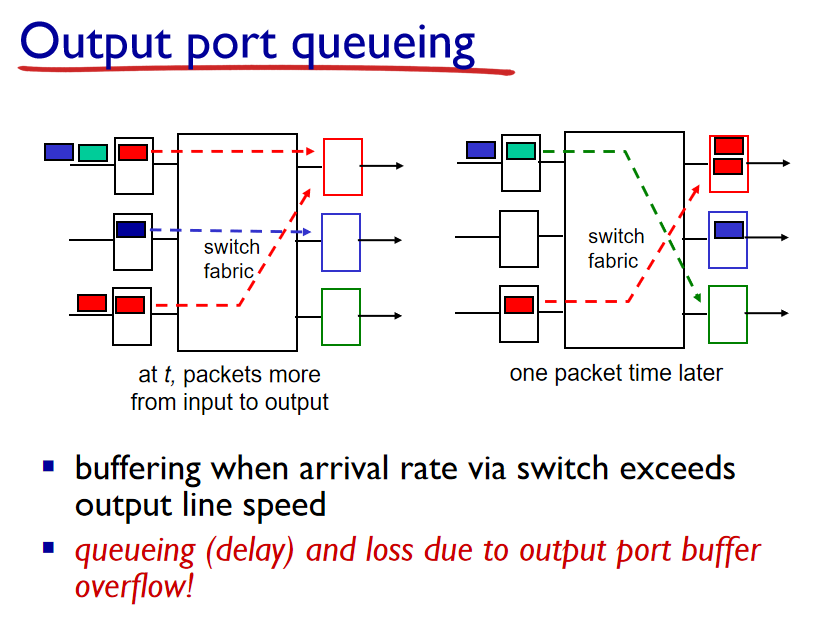 Output port queueing
switch
fabric
at t, packets more
from input to output
switch
fabric
one packet time later
buffering when arrival rate via switch exceeds
output line speed
queueing (delay) and loss due to output port buffer
overflow!